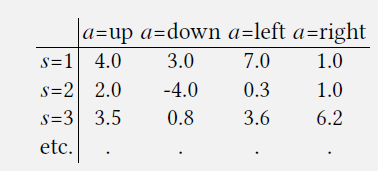 a=up a=down a=left a=right
s=1 4.0 3.0 7.0 1.0
s=2 2.0 -4.0 0.3 1.0
s=3 3.5 0.8 3.6 6.2
etc. . . . .